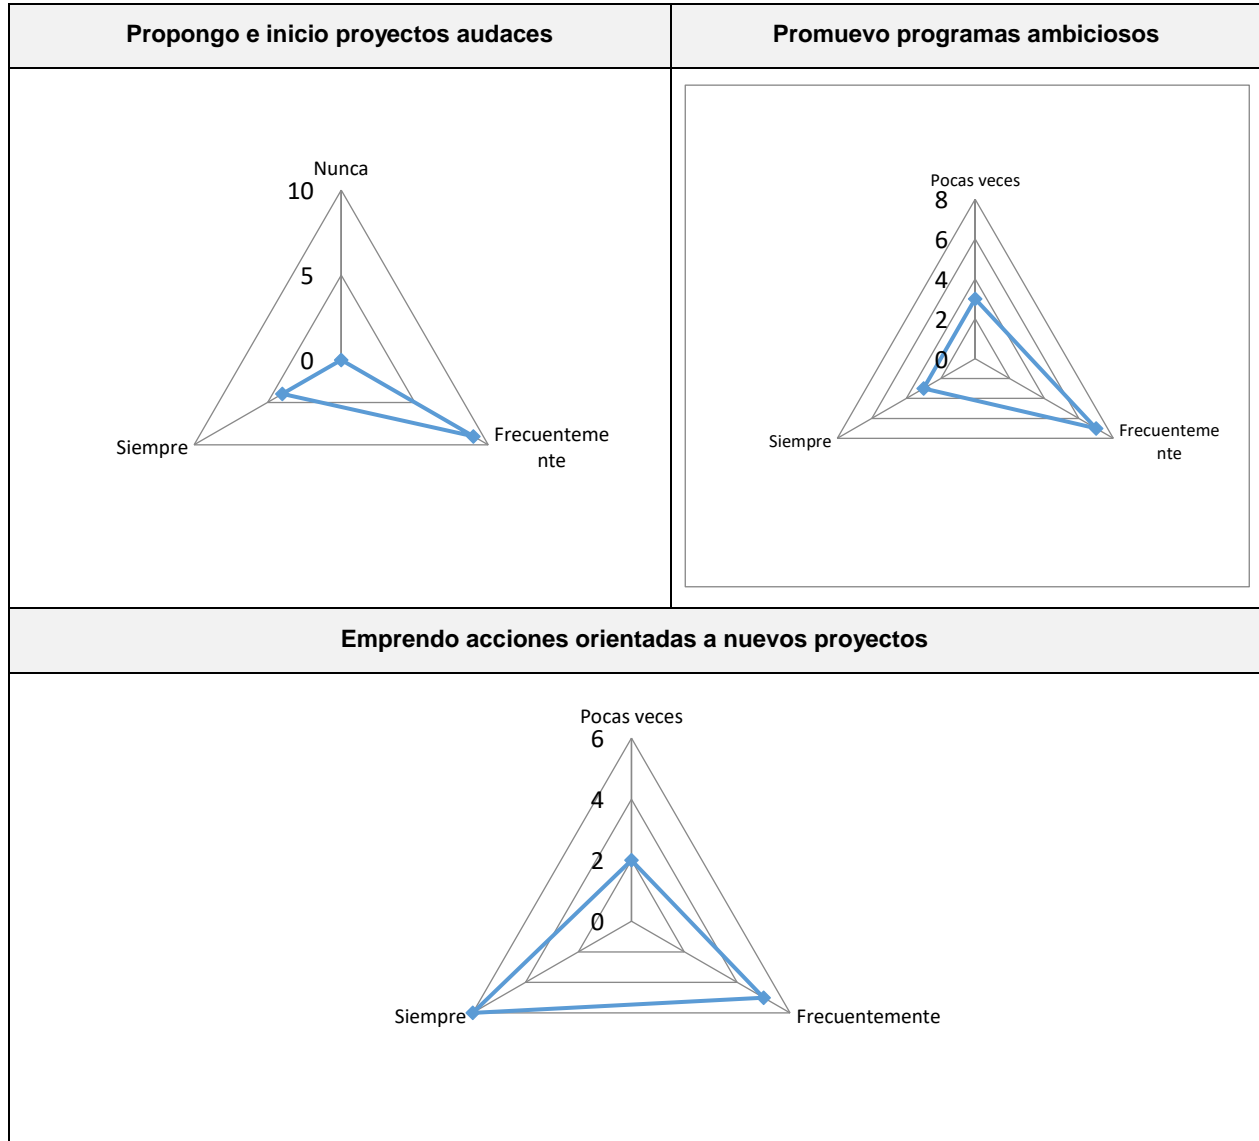 Propongo e inicio proyectos audaces
Promuevo programas ambiciosos
Nunca
10
5
0
Siempre
Frecuenteme
nte
Pocas veces
8
6
4
2
0
Siempre
Frecuenteme
nte
Emprendo acciones orientadas a nuevos proyectos
Pocas veces
6
4
2
0
Siempre
Frecuentemente